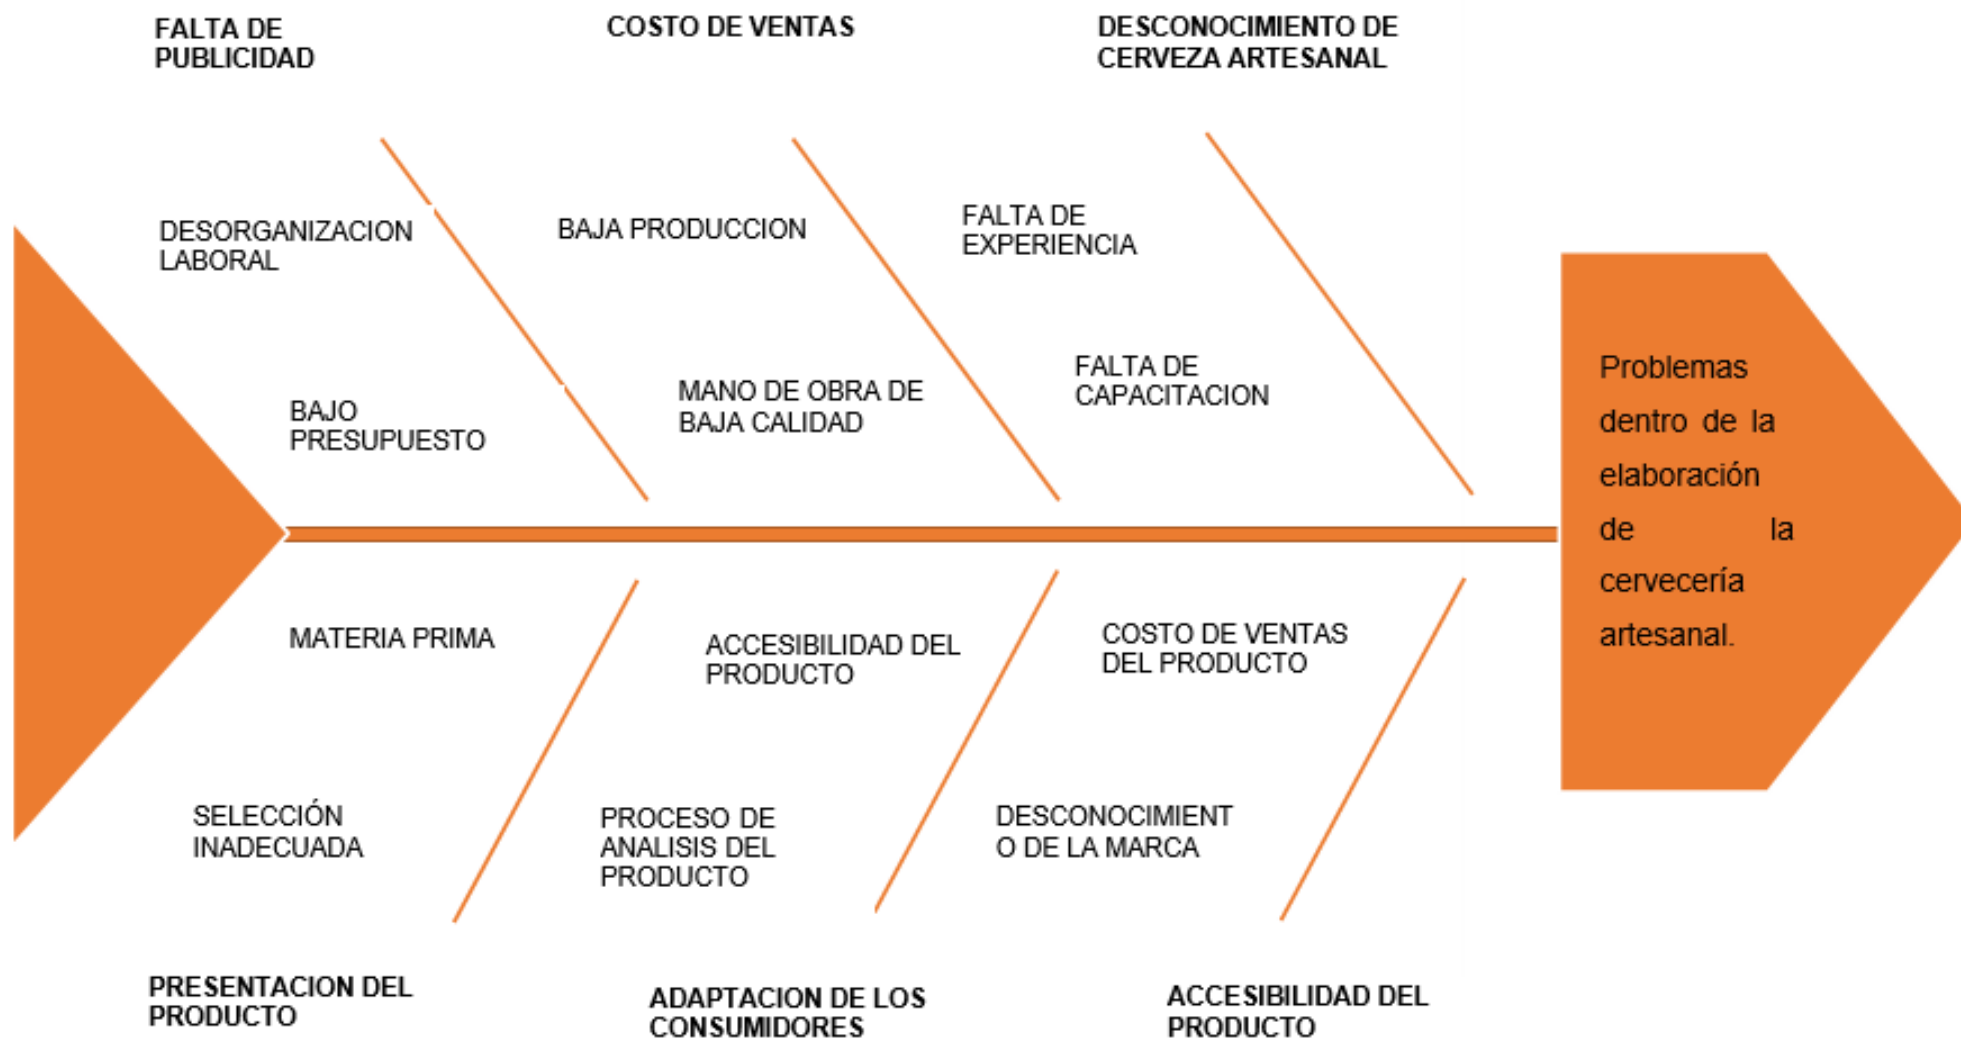 FALTA DE
PUBLICIDAD
COSTO DE VENTAS
DESCONOCIMIENTO DE
CERVEZA ARTESANAL
DESORGANIZACION
LABORAL
BAJA PRODUCCION
FALTA DE
EXPERIENCIA
BAJO
PRESUPUESTO
MANO DE OBRA DE
BAJA CALIDAD
FALTA DE
CAPACITACION
Problemas
dentro de la
elaboración
de la
cervecería
artesanal.
MATERIA PRIMA
ACCESIBILIDAD DEL
PRODUCTO
COSTO DE VENTAS
DEL PRODUCTO
SELECCIÓN
INADECUADA
PROCESO DE
ANALISIS DEL
PRODUCTO
DESCONOCIMIENT
O DE LA MARCA
PRESENTACION DEL
PRODUCTO
ADAPTACION DE LOS
CONSUMIDORES
ACCESIBILIDAD DEL
PRODUCTO